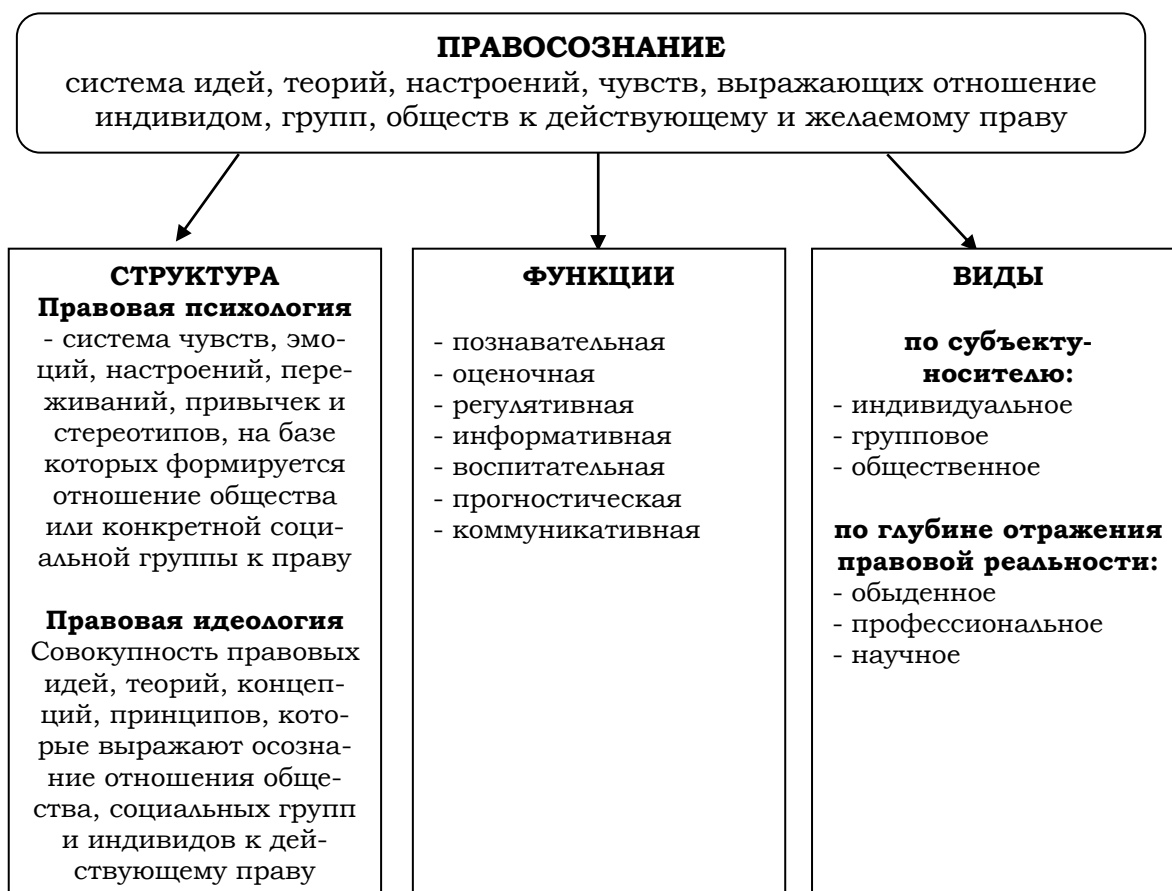 ПРАВОСОЗНАНИЕ
система идей, теорий, настроений, чувств, выражающих отношение
индивидом, групп, обществ к действующему и желаемому праву
СТРУКТУРА
Правовая психология
- система чувств, эмо-
ций, настроений, пере-
живаний, привычек и
стереотипов, на базе
которых формируется
отношение общества
или конкретной соци-
альной группы к праву
Правовая идеология
Совокупность правовых
идей, теорий, концеп-
ций, принципов, кото-
рые выражают осозна-
ние отношения обще-
ства, социальных групп
и индивидов к дей-
ствующему праву
ФУНКЦИИ
- познавательная
- оценочная
- регулятивная
- информативная
- воспитательная
- прогностическая
- коммуникативная
ВИДЫ
по субъекту-
носителю:
- индивидуальное
- групповое
- общественное
по глубине отражения
правовой реальности:
- обыденное
- профессиональное
- научное